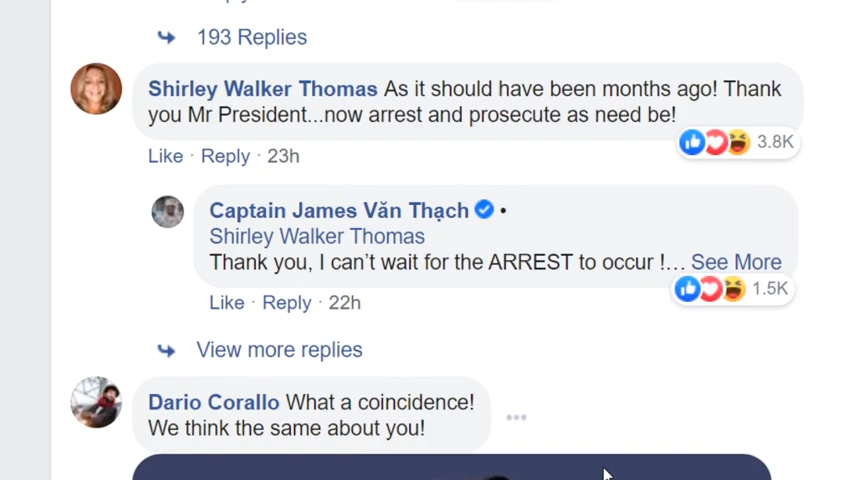 193 Replies
Shirley Walker Thomas As it should have been months ago! Thank
you Mr President...now arrest and prosecute as need be!
3.8K
Like · Reply · 23h
Captain James Văn Thạch •
Shirley Walker Thomas
Thank you, I can't wait for the ARREST to occur !... See More
1.5K
Like · Reply · 22h
View more replies
Dario Corallo What a coincidence!
We think the same about you!